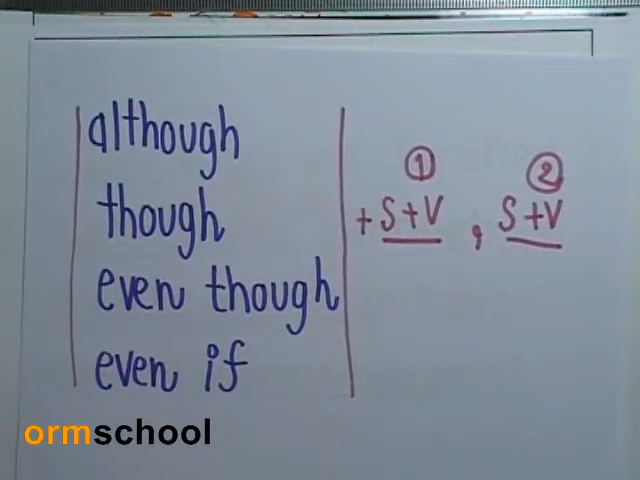 although
though
even though
even if
① ②
+ S+V , S+V
ormschool